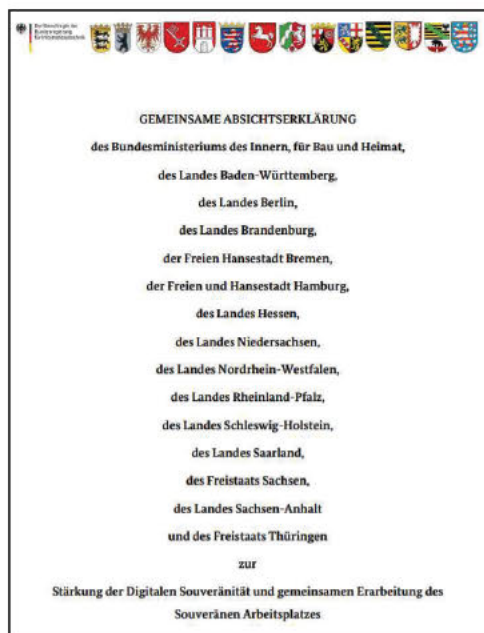 GEMEINSAME ABSICHTSERKLÄRUNG
des Bundesministeriums des Innern, für Bau und Heimat,
des Landes Baden-Württemberg,
des Landes Berlin,
des Landes Brandenburg,
der Freien Hansestadt Bremen,
der Freien und Hansestadt Hamburg,
des Landes Hessen,
des Landes Niedersachsen,
des Landes Nordrhein-Westfalen,
des Landes Rheinland-Pfalz,
des Landes Schleswig-Holstein,
des Landes Saarland,
des Freistaats Sachsen,
des Landes Sachsen-Anhalt
und des Freistaats Thüringen
zur
Stärkung der Digitalen Souveränität und gemeinsamen Erarbeitung des
Souveränen Arbeitsplatzes